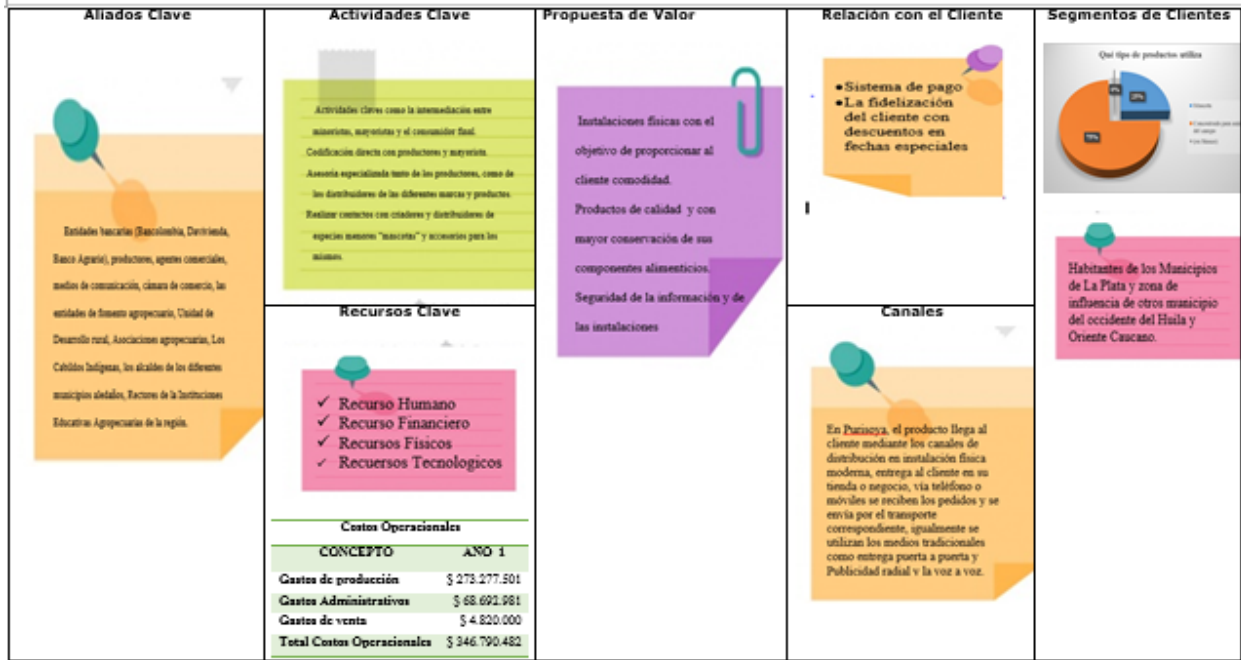 Aliados Clave
Entidades bancarias (Bancolombia, Davivienda,
Banco Agrario), productores, agentes comerciales,
medios de comunicación, cámara de comercio, las
entidades de fomento agropecuario, Unidad de
Desarrollo rural, Asociaciones agropecuarias, Los
Cabildos Indígenas, los alcaldes de los diferentes
municipios aledaños, Rectores de la Instituciones
Educativas Agropecuarias de la región.
Actividades Clave
Actividades claves como la intermediación entre
minoristas, mayoristas y el consumidor final.
Codificación directa con productores y mayorista.
Asesoría especializada tanto de los productores, como de
los distribuidores de las diferentes marcas y productos.
Realizar contactos con criadores y distribuidores de
especies menores "mascotas" y accesorios para los
mismos.
Recursos Clave
✓ Recurso Humano
✓ Recurso Financiero
✓ Recursos Físicos
✓ Recuersos Tecnologicos
Costos Operacionales
CONCEPTO AÑO 1
Gastos de producción $ 273.277.501
Gastos Administrativos $ 68.692.981
Gastos de venta $ 4.820.000
Total Costos Operacionales $ 346.790.482
Propuesta de Valor
Instalaciones físicas con el
objetivo de proporcionar al
cliente comodidad.
Productos de calidad y con
mayor conservación de sus
componentes alimenticios.
Seguridad de la información y de
las instalaciones
Relación con el Cliente
•Sistema de pago
•La fidelización
del cliente con
descuentos en
fechas especiales
Canales
En Purisoya, el producto llega al
cliente mediante los canales de
distribución en instalación física
moderna, entrega al cliente en su
tienda o negocio, vía teléfono o
móviles se reciben los pedidos y se
envía por el transporte
correspondiente, igualmente se
utilizan los medios tradicionales
como entrega puerta a puerta y
Publicidad radial y la voz a voz.
Segmentos de Clientes
Qué tipo de productos utiliza
0%
25%
75%
Habitantes de los Municipios
de La Plata y zona de
influencia de otros municipio
del occidente del Huila y
Oriente Caucano.